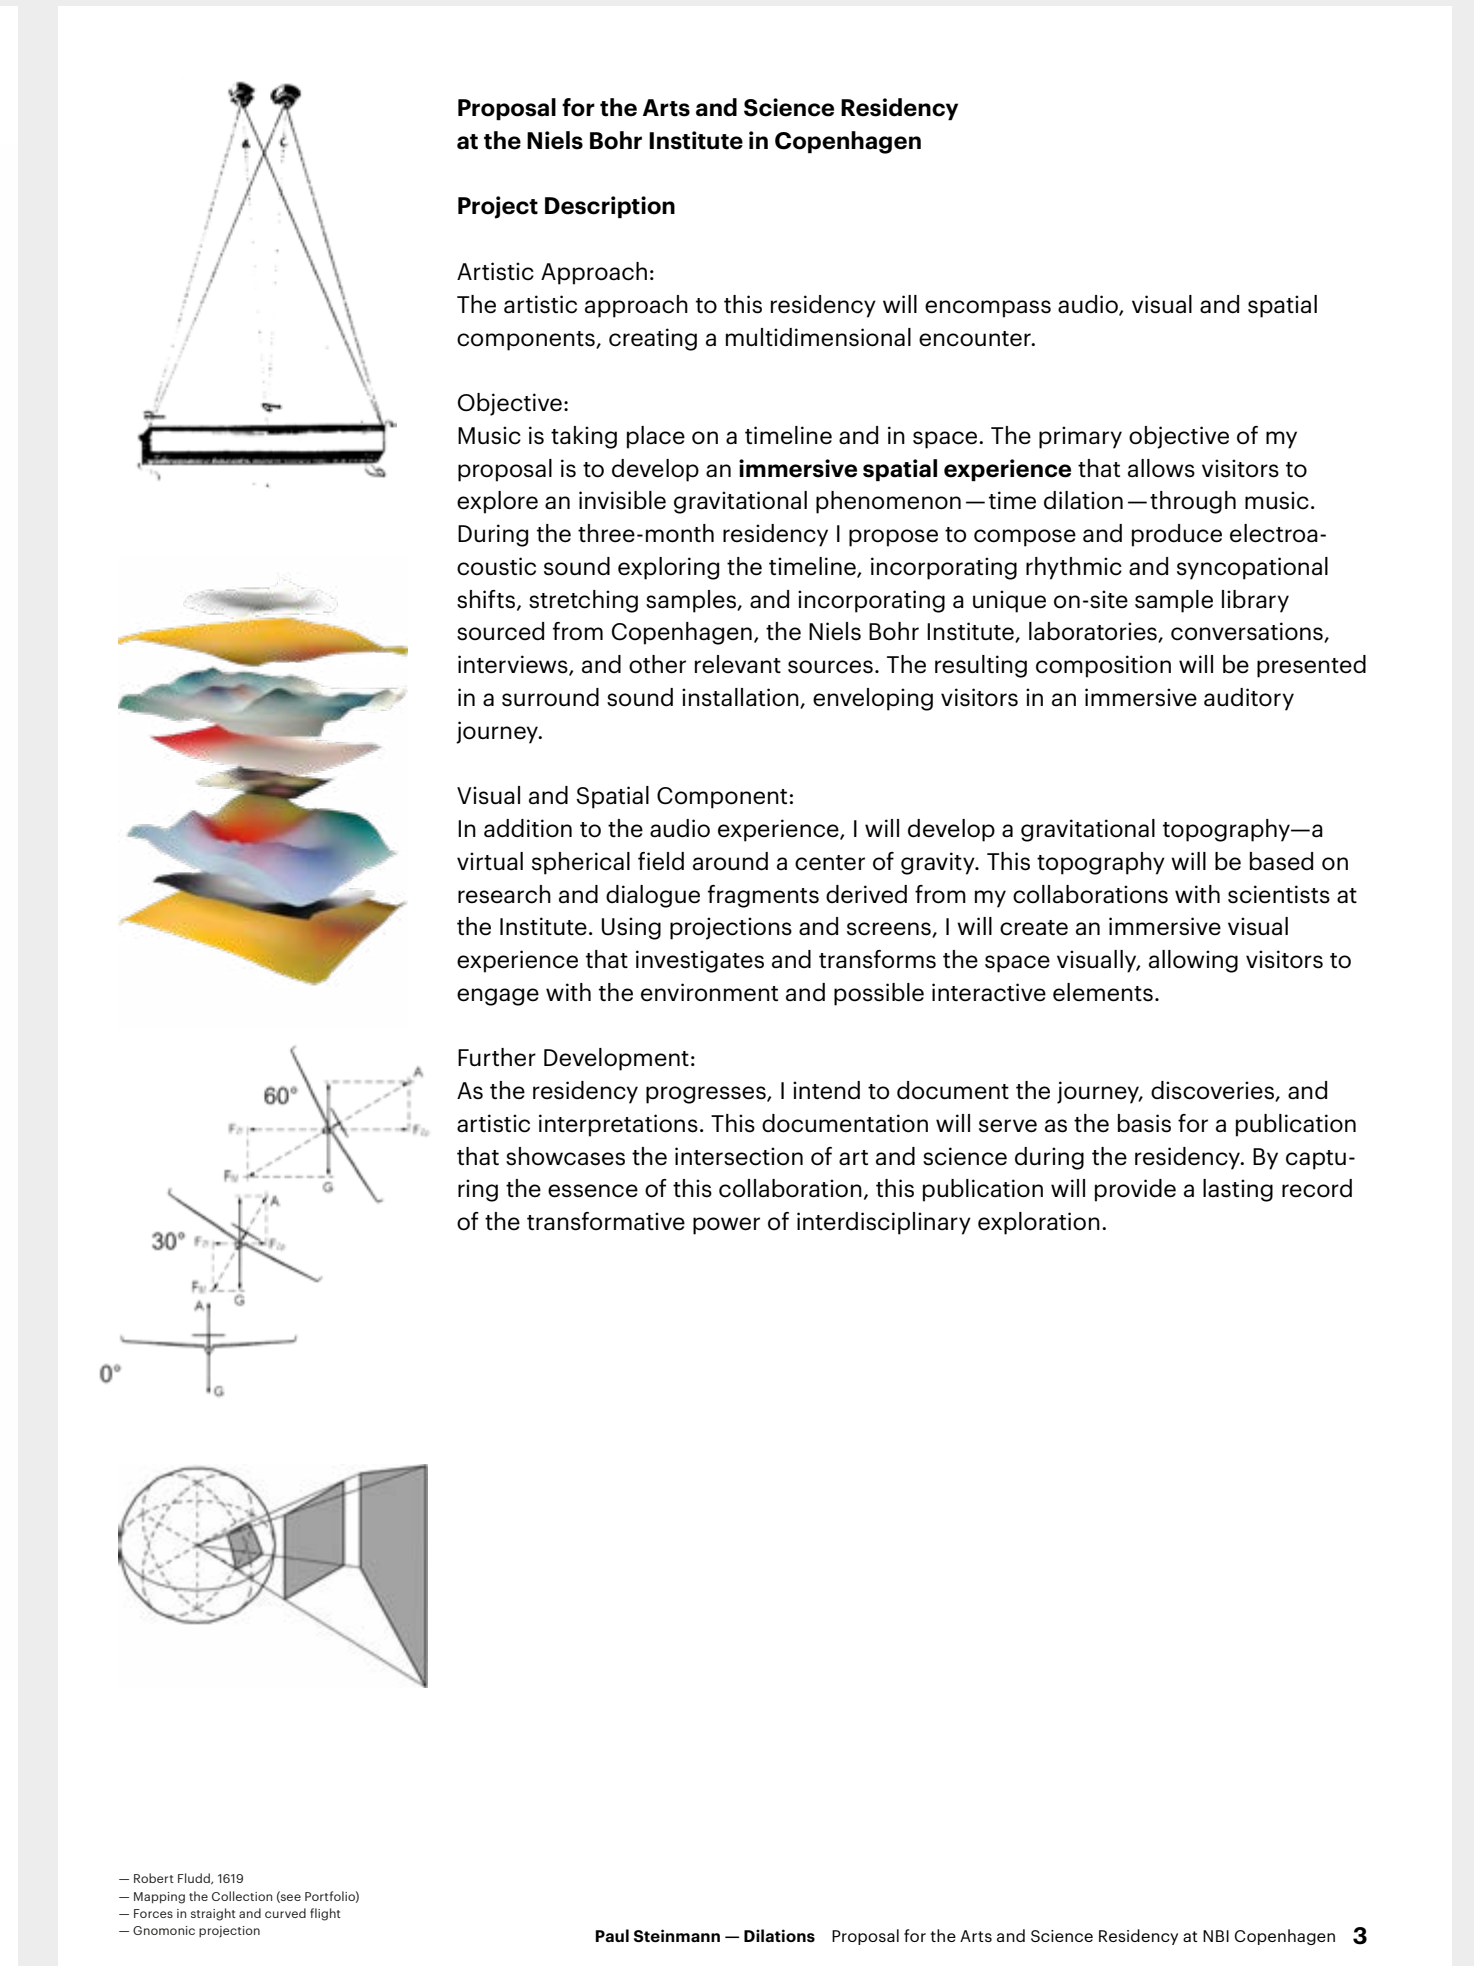 Proposal for the Arts and Science Residency
at the Niels Bohr Institute in Copenhagen
Project Description
Artistic Approach:
The artistic approach to this residency will encompass audio, visual and spatial
components, creating a multidimensional encounter.
Objective:
Music is taking place on a timeline and in space. The primary objective of my
proposal is to develop an immersive spatial experience that allows visitors to
explore an invisible gravitational phenomenon — time dilation — through music.
During the three-month residency I propose to compose and produce electroa-
coustic sound exploring the timeline, incorporating rhythmic and syncopational
shifts, stretching samples, and incorporating a unique on-site sample library
sourced from Copenhagen, the Niels Bohr Institute, laboratories, conversations,
interviews, and other relevant sources. The resulting composition will be presented
in a surround sound installation, enveloping visitors in an immersive auditory
journey.
Visual and Spatial Component:
In addition to the audio experience, I will develop a gravitational topography—a
virtual spherical field around a center of gravity. This topography will be based on
research and dialogue fragments derived from my collaborations with scientists at
the Institute. Using projections and screens, I will create an immersive visual
experience that investigates and transforms the space visually, allowing visitors to
engage with the environment and possible interactive elements.
Further Development:
As the residency progresses, I intend to document the journey, discoveries, and
artistic interpretations. This documentation will serve as the basis for a publication
that showcases the intersection of art and science during the residency. By captu-
ring the essence of this collaboration, this publication will provide a lasting record
of the transformative power of interdisciplinary exploration.
60°
A
G
30°
A
G
A
0°
G
— Robert Fludd, 1619
— Mapping the Collection (see Portfolio)
— Forces in straight and curved flight
— Gnomonic projection
Paul Steinmann — Dilations Proposal for the Arts and Science Residency at NBI Copenhagen 3